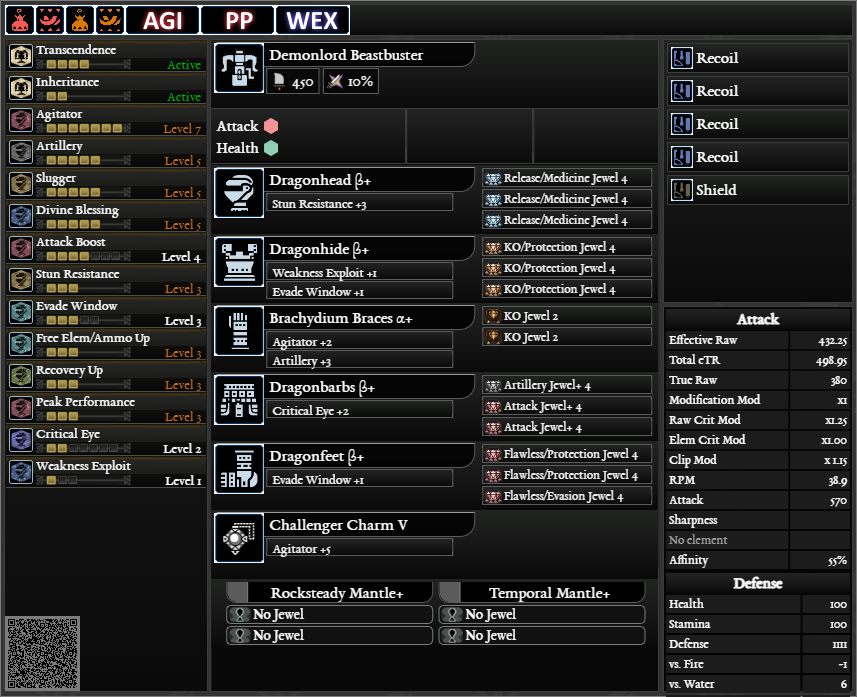 AGI PP WEX
Transcendence
Active
Inheritance
Active
Agitator
Level 7
Artillery
Level 5
Slugger
Level 5
Divine Blessing
Level 5
Attack Boost
Level 4
Stun Resistance
Level 3
Evade Window
Level 3
Free Elem/Ammo Up
Level 3
Recovery Up
Level 3
Peak Performance
Level 3
Critical Eye
Level 2
Weakness Exploit
Level 1
Demonlord Beastbuster
450 10%
Attack
Health
Dragonhead β+
Stun Resistance +3
Release/Medicine Jewel 4
Release/Medicine Jewel 4
Release/Medicine Jewel 4
Dragonhide β+
Weakness Exploit +1
Evade Window +1
KO/Protection Jewel 4
KO/Protection Jewel 4
KO/Protection Jewel 4
Brachydium Braces α+
Agitator +2
Artillery +3
KO Jewel 2
KO Jewel 2
Dragonbarbs β+
Critical Eye +2
Artillery Jewel+ 4
Attack Jewel+ 4
Attack Jewel+ 4
Dragonfeet β+
Evade Window +1
Flawless/Protection Jewel 4
Flawless/Protection Jewel 4
Flawless/Evasion Jewel 4
Challenger Charm V
Agitator +5
Rocksteady Mantle+
No Jewel
No Jewel
Temporal Mantle+
No Jewel
No Jewel
Recoil
Recoil
Recoil
Recoil
Shield
Attack
Effective Raw 432.25
Total eTR 498.95
True Raw 380
Modification Mod x1
Raw Crit Mod x1.25
Elem Crit Mod x1.00
Clip Mod x 1.15
RPM 38.9
Attack 570
Sharpness
No element
Affinity 55%
Defense
Health 100
Stamina 100
Defense 1111
vs. Fire -1
vs. Water 6